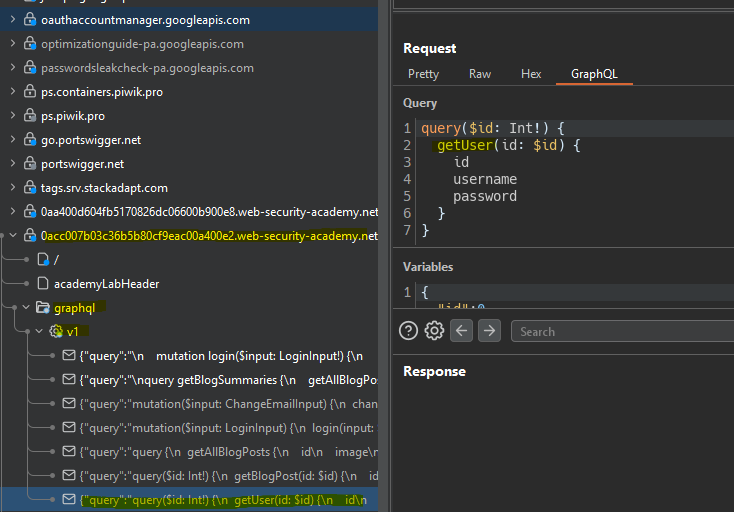 oauthaccountmanager.googleapis.com
optimizationguide-pa.googleapis.com
passwordsleakcheck-pa.googleapis.com
ps.containers.piwik.pro
ps.piwik.pro
go.portswigger.net
portswigger.net
tags.srv.stackadapt.com
0aa400d604fb5170826dc06600b900e8.web-security-academy.net
0acc007b03c36b5b80cf9eac00a400e2.web-security-academy.net
/
academyLabHeader
graphql
v1
{"query":"\n    mutation login($input: LoginInput!) {\n
{"query":"\nquery getBlogSummaries {\n    getAllBlogPos
{"query":"mutation($input: ChangeEmailInput) {\n  chan
{"query":"mutation($input: LoginInput) {\n  login(input:
{"query":"query {\n  getAllBlogPosts {\n    id\n    image\n
{"query":"query($id: Int!) {\n  getBlogPost(id: $id) {\n    id
{"query":"query($id: Int!) {\n  getUser(id: $id) {\n    id\n
Request
Pretty Raw Hex GraphQL
Query
1 query($id: Int!) {
2   getUser(id: $id) {
3     id
4     username
5     password
6   }
7 }
Variables
1 {
"id":0
Search
Response